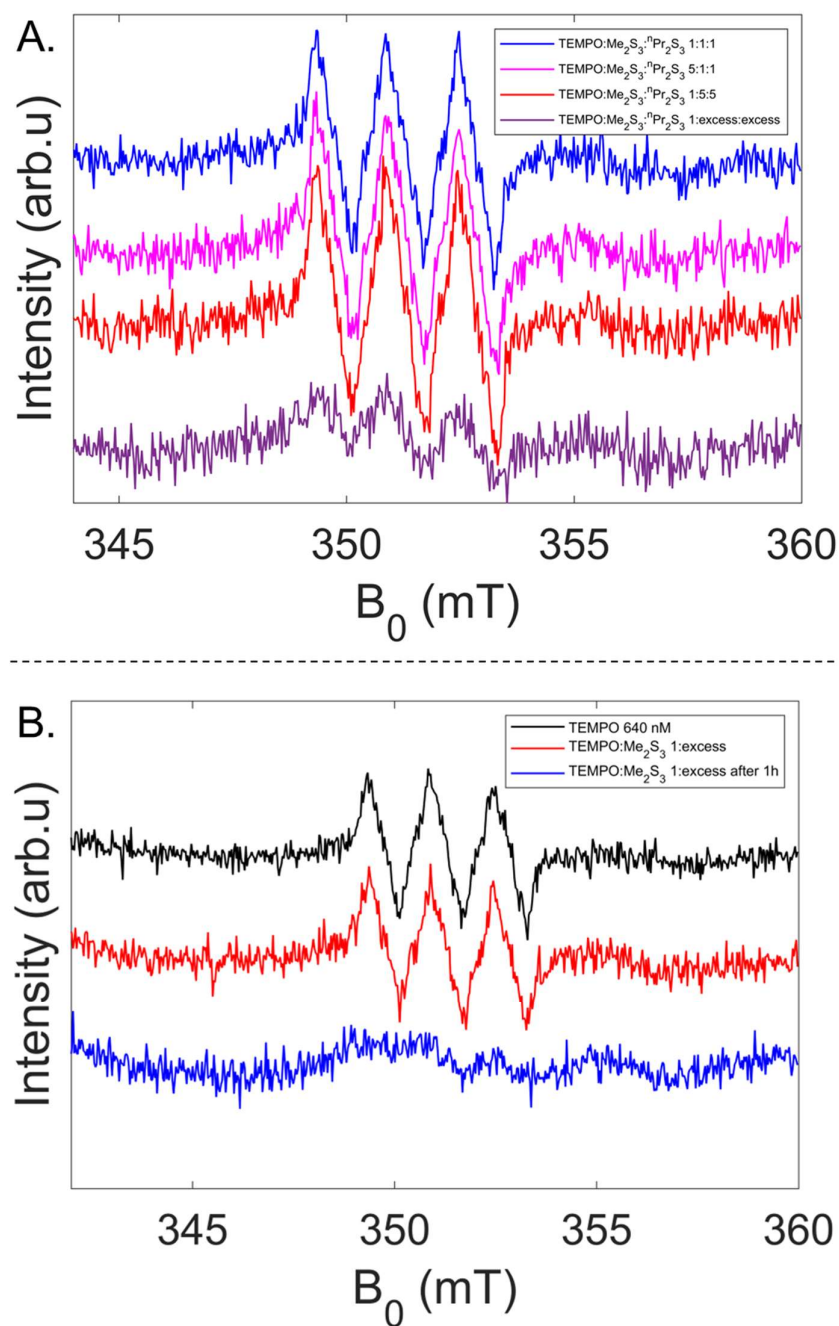 A.
TEMPO:Me₂S₃:ⁿPr₂S₃ 1:1:1
TEMPO:Me₂S₃:ⁿPr₂S₃ 5:1:1
TEMPO:Me₂S₃:ⁿPr₂S₃ 1:5:5
TEMPO:Me₂S₃:ⁿPr₂S₃ 1:excess:excess
Intensity (arb.u)
345 350 355 360
B₀ (mT)
B.
TEMPO 640 nM
TEMPO:Me₂S₃ 1:excess
TEMPO:Me₂S₃ 1:excess after 1h
Intensity (arb.u)
345 350 355 360
B₀ (mT)